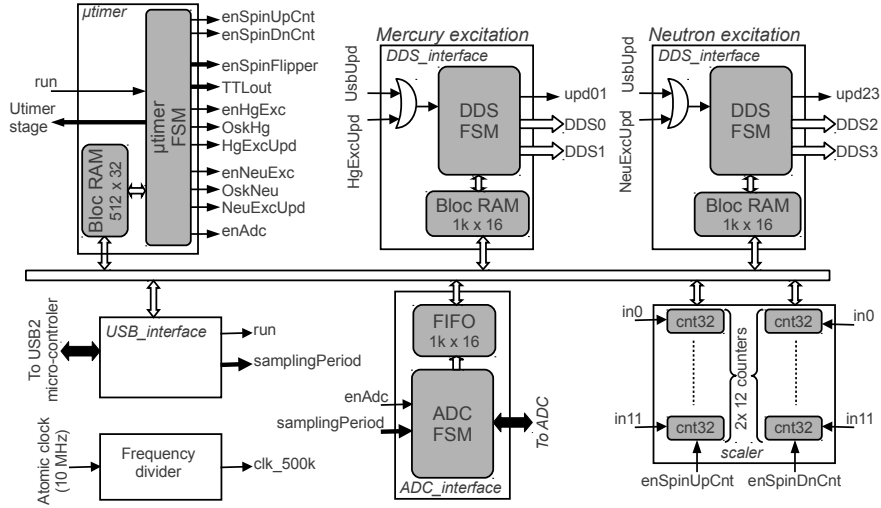 µtimer
run
Utimer
stage
Bloc RAM
512 x 32
µtimer
FSM
enSpinUpCnt
enSpinDnCnt
enSpinFlipper
TTLout
enHgExc
OskHg
HgExcUpd
enNeuExc
OskNeu
NeuExcUpd
enAdc
Mercury excitation
DDS_interface
UsbUpd
HgExcUpd
DDS
FSM
upd01
DDS0
DDS1
Bloc RAM
1k x 16
Neutron excitation
DDS_interface
UsbUpd
NeuExcUpd
DDS
FSM
upd23
DDS2
DDS3
Bloc RAM
1k x 16
To USB2
micro-controler
USB_interface
run
samplingPeriod
Atomic clock
(10 MHz)
Frequency
divider
clk_500k
FIFO
1k x 16
enAdc
samplingPeriod
ADC
FSM
To ADC
ADC_interface
in0
cnt32
cnt32
in0
2x 12 counters
in11
cnt32
cnt32
in11
scaler
enSpinUpCnt
enSpinDnCnt